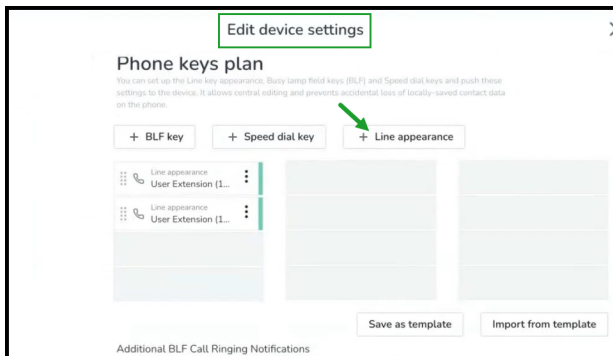 Edit device settings
Phone keys plan
You can set up the Line key appearance, Busy lamp field keys (BLF) and Speed dial keys and push these
settings to the device. It allows central editing and prevents accidental loss of locally-saved contact data
on the phone.
+ BLF key + Speed dial key + Line appearance
Line appearance
User Extension (1...
Line appearance
User Extension (1...
Save as template Import from template
Additional BLF Call Ringing Notifications